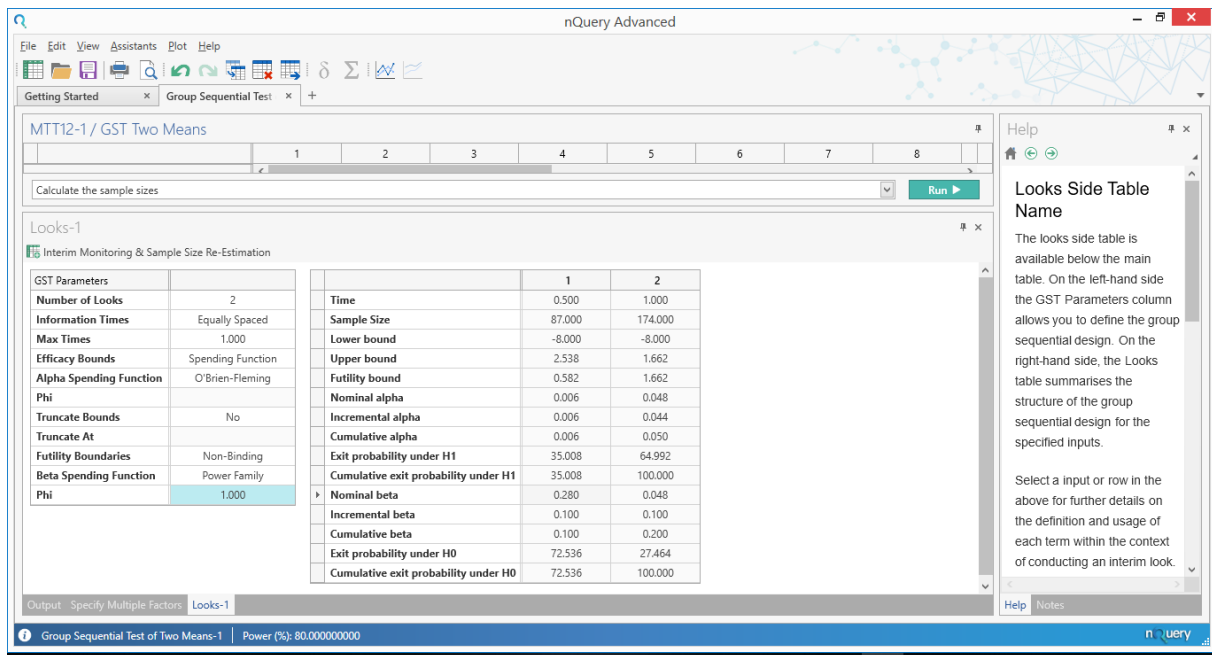 nQuery Advanced
File Edit View Assistants Plot Help
Getting Started × Group Sequential Test × +
MTT12-1 / GST Two Means
1 2 3 4 5 6 7 8
Calculate the sample sizes
Run
Looks-1
Interim Monitoring & Sample Size Re-Estimation
GST Parameters
Number of Looks 2
Information Times Equally Spaced
Max Times 1.000
Efficacy Bounds Spending Function
Alpha Spending Function O'Brien-Fleming
Phi
Truncate Bounds No
Truncate At
Futility Boundaries Non-Binding
Beta Spending Function Power Family
Phi 1.000
1 2
Time 0.500 1.000
Sample Size 87.000 174.000
Lower bound -8.000 -8.000
Upper bound 2.538 1.662
Futility bound 0.582 1.662
Nominal alpha 0.006 0.048
Incremental alpha 0.006 0.044
Cumulative alpha 0.006 0.050
Exit probability under H1 35.008 64.992
Cumulative exit probability under H1 35.008 100.000
Nominal beta 0.280 0.048
Incremental beta 0.100 0.100
Cumulative beta 0.100 0.200
Exit probability under H0 72.536 27.464
Cumulative exit probability under H0 72.536 100.000
Output Specify Multiple Factors Looks-1
Help
Looks Side Table
Name
The looks side table is
available below the main
table. On the left-hand side
the GST Parameters column
allows you to define the group
sequential design. On the
right-hand side, the Looks
table summarises the
structure of the group
sequential design for the
specified inputs.
Select a input or row in the
above for further details on
the definition and usage of
each term within the context
of conducting an interim look.
Help Notes
Group Sequential Test of Two Means-1 Power (%): 80.000000000
nQuery